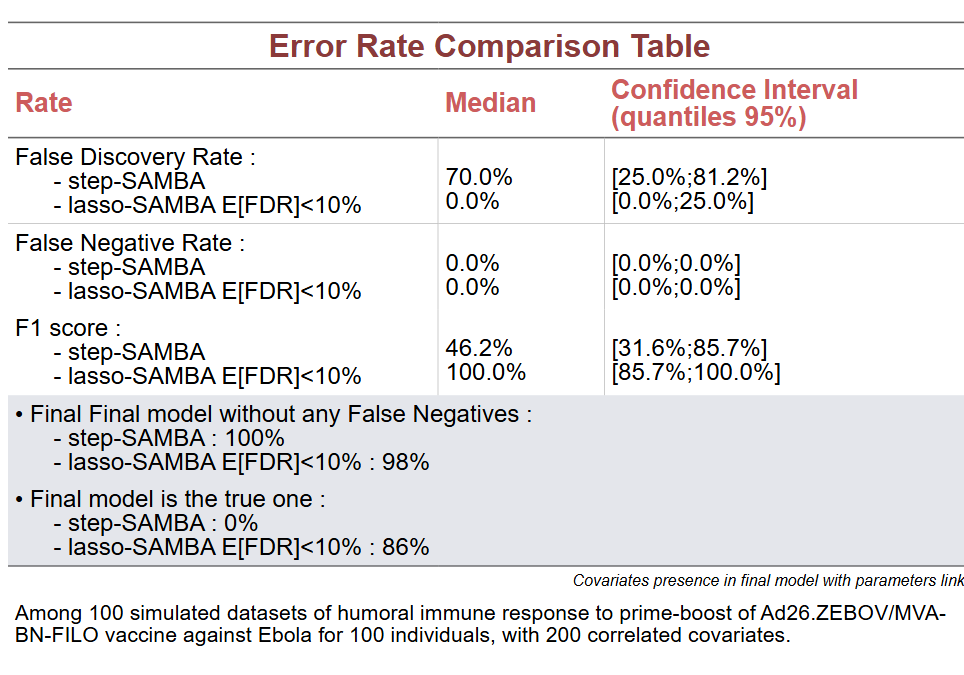 Error Rate Comparison Table
Rate Median Confidence Interval
(quantiles 95%)
False Discovery Rate :
- step-SAMBA 70.0% [25.0%;81.2%]
- lasso-SAMBA E[FDR]<10% 0.0% [0.0%;25.0%]
False Negative Rate :
- step-SAMBA 0.0% [0.0%;0.0%]
- lasso-SAMBA E[FDR]<10% 0.0% [0.0%;0.0%]
F1 score :
- step-SAMBA 46.2% [31.6%;85.7%]
- lasso-SAMBA E[FDR]<10% 100.0% [85.7%;100.0%]
• Final Final model without any False Negatives :
- step-SAMBA : 100%
- lasso-SAMBA E[FDR]<10% : 98%
• Final model is the true one :
- step-SAMBA : 0%
- lasso-SAMBA E[FDR]<10% : 86%
Covariates presence in final model with parameters link
Among 100 simulated datasets of humoral immune response to prime-boost of Ad26.ZEBOV/MVA-
BN-FILO vaccine against Ebola for 100 individuals, with 200 correlated covariates.